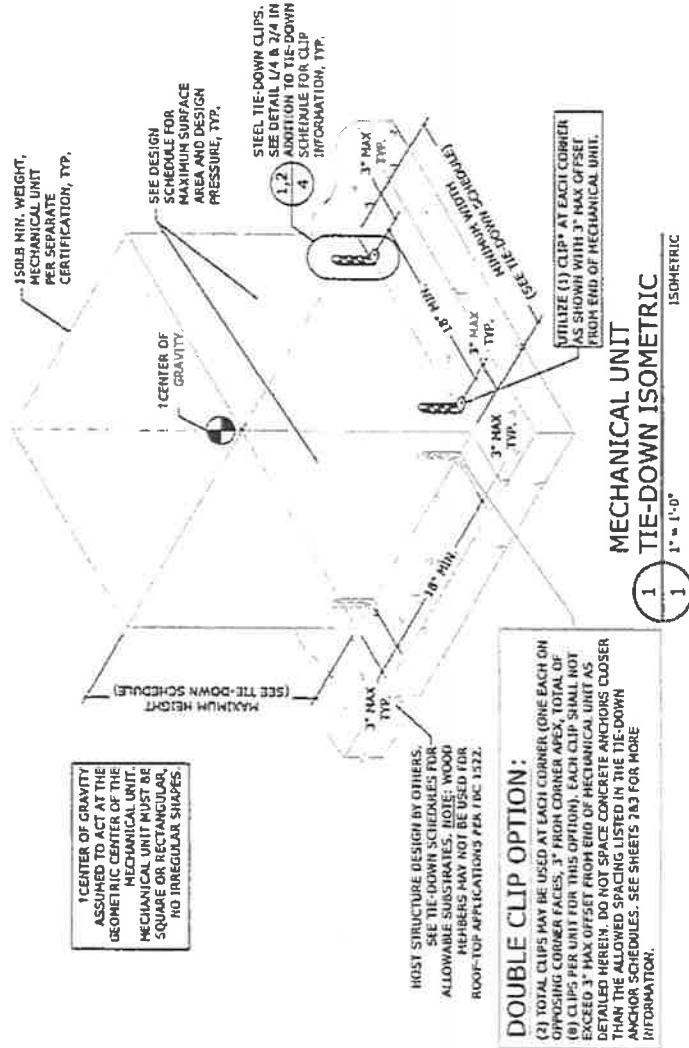 †CENTER OF GRAVITY
ASSUMED TO ACT AT THE
GEOMETRIC CENTER OF THE
MECHANICAL UNIT.
MECHANICAL UNIT MUST BE
SQUARE OR RECTANGULAR,
NO IRREGULAR SHAPES.
150LB MIN. WEIGHT,
MECHANICAL UNIT
PER SEPARATE
CERTIFICATION, TYP.
†CENTER OF
GRAVITY
SEE DESIGN
SCHEDULE FOR
MAXIMUM SURFACE
AREA AND DESIGN
PRESSURE, TYP.
STEEL TIE-DOWN CLIPS.
SEE DETAIL 1/4 & 2/4 IN
ADDITION TO TIE-DOWN
SCHEDULE FOR CLIP
INFORMATION, TYP.
1,2
4
MAXIMUM HEIGHT
(SEE TIE-DOWN SCHEDULE)
3" MAX
TYP.
18" MIN.
3" MAX
TYP.
3" MAX
TYP.
18" MIN.
3" MAX
TYP.
MINIMUM WIDTH
(SEE TIE-DOWN SCHEDULE)
HOST STRUCTURE DESIGN BY OTHERS.
SEE TIE-DOWN SCHEDULES FOR
ALLOWABLE SUBSTRATES. NOTE: WOOD
MEMBERS MAY NOT BE USED FOR
ROOF-TOP APPLICATIONS PER FBC 1522.
UTILIZE (1) CLIP* AT EACH CORNER
AS SHOWN WITH 3" MAX OFFSET
FROM END OF MECHANICAL UNIT.
DOUBLE CLIP OPTION:
(2) TOTAL CLIPS MAY BE USED AT EACH CORNER (ONE EACH ON
OPPOSING CORNER FACES, 3" FROM CORNER APEX, TOTAL OF
(8) CLIPS PER UNIT FOR THIS OPTION). EACH CLIP SHALL NOT
EXCEED 3" MAX OFFSET FROM END OF MECHANICAL UNIT AS
DETAILED HEREIN. DO NOT SPACE CONCRETE ANCHORS CLOSER
THAN THE ALLOWED SPACING LISTED IN THE TIE-DOWN
ANCHOR SCHEDULES. SEE SHEETS 2&3 FOR MORE
INFORMATION.
1
1
MECHANICAL UNIT
TIE-DOWN ISOMETRIC
1" = 1'-0"
ISOMETRIC